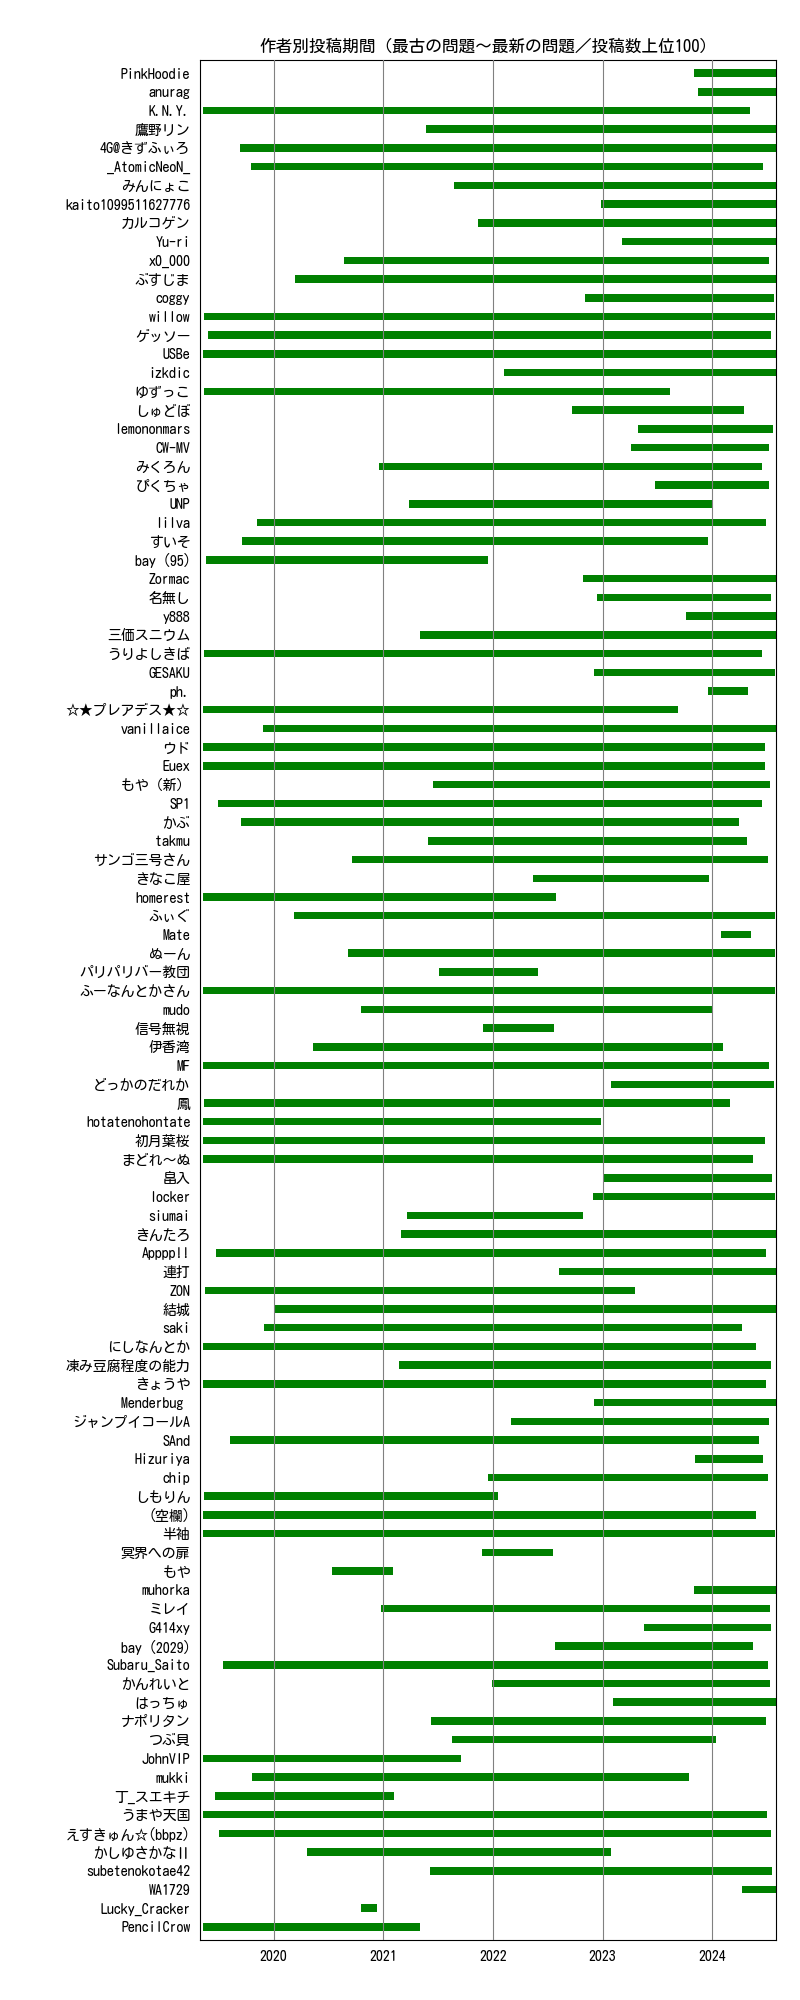 作者別投稿期間（最古の問題～最新の問題／投稿数上位100）
PinkHoodie
anurag
K.N.Y.
鷹野リン
4G@きずふぃろ
_AtomicNeoN_
みんにょこ
kaito1099511627776
カルコゲン
Yu-ri
x0_000
ぶすじま
coggy
willow
ゲッソー
USBe
izkdic
ゆずっこ
しゅどぼ
lemononmars
CW-MV
みくろん
ぴくちゃ
UNP
lilva
すいそ
bay (95)
Zormac
名無し
y888
三価スニウム
うりよしきば
GESAKU
ph.
☆★プレアデス★☆
vanillaice
ウド
Euex
もや（新）
SP1
かぶ
takmu
サンゴ三号さん
きなこ屋
homerest
ふぃぐ
Mate
ぬーん
パリパリバー教団
ふーなんとかさん
mudo
信号無視
伊香湾
MF
どっかのだれか
鳳
hotatenohontate
初月葉桜
まどれ～ぬ
畠入
locker
siumai
きんたろ
Appppll
連打
ZON
結城
saki
にしなんとか
凍み豆腐程度の能力
きょうや
Menderbug
ジャンプイコールA
SAnd
Hizuriya
chip
しもりん
(空欄)
半袖
冥界への扉
もや
muhorka
ミレイ
G414xy
bay (2029)
Subaru_Saito
かんれいと
はっちゅ
ナポリタン
つぶ貝
JohnVIP
mukki
丁_スエキチ
うまや天国
えすきゅん☆(bbpz)
かしゆさかなⅡ
subetenokotae42
WA1729
Lucky_Cracker
PencilCrow
2020 2021 2022 2023 2024